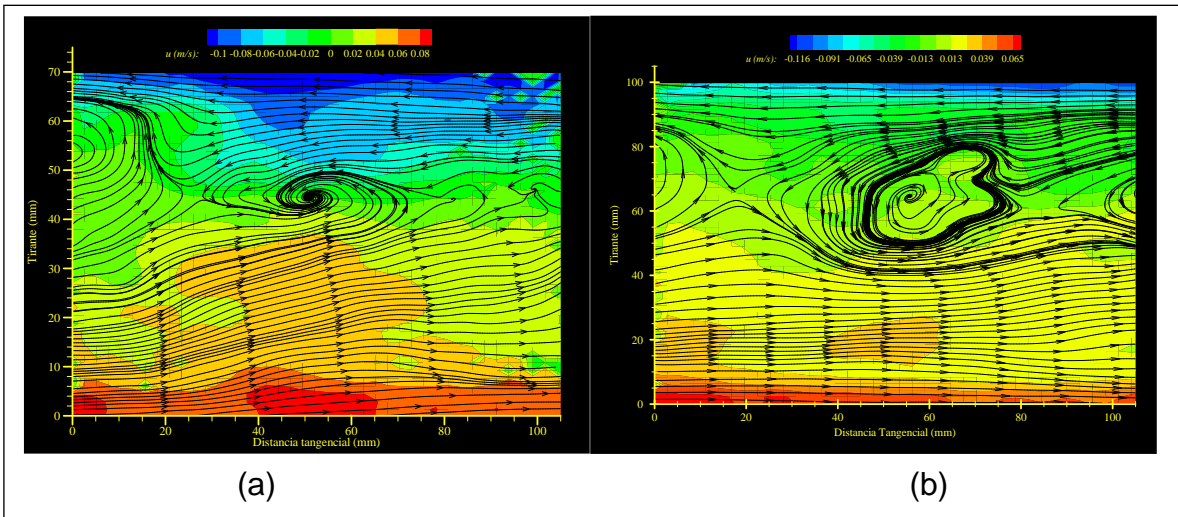 u (m/s): -0.1 -0.08 -0.06 -0.04 -0.02 0 0.02 0.04 0.06 0.08
Tirante (mm)
70
60
50
40
30
20
10
0
0 20 40 60 80 100
Distancia tangencial (mm)
(a)
u (m/s): -0.116 -0.091 -0.065 -0.039 -0.013 0.013 0.039 0.065
Tirante (mm)
100
80
60
40
20
0
0 20 40 60 80 100
Distancia Tangencial (mm)
(b)